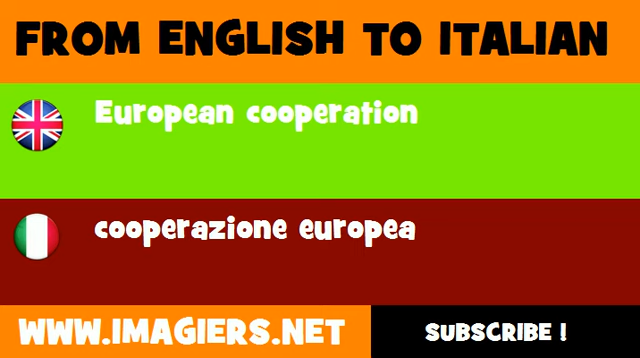 FROM ENGLISH TO ITALIAN
European cooperation
cooperazione europea
WWW.IMAGIERS.NET
SUBSCRIBE !